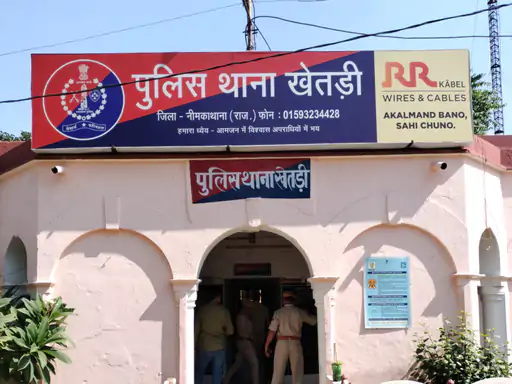 पुलिस थाना खेतड़ी
जिला - नीमकाथाना (राज.) फोन : 01593234428
हमारा ध्येय - आमजन में विश्वास अपराधियों में भय
RR KABEL
WIRES & CABLES
AKALMAND BANO,
SAHI CHUNO.
पुलिस थाना खेतड़ी